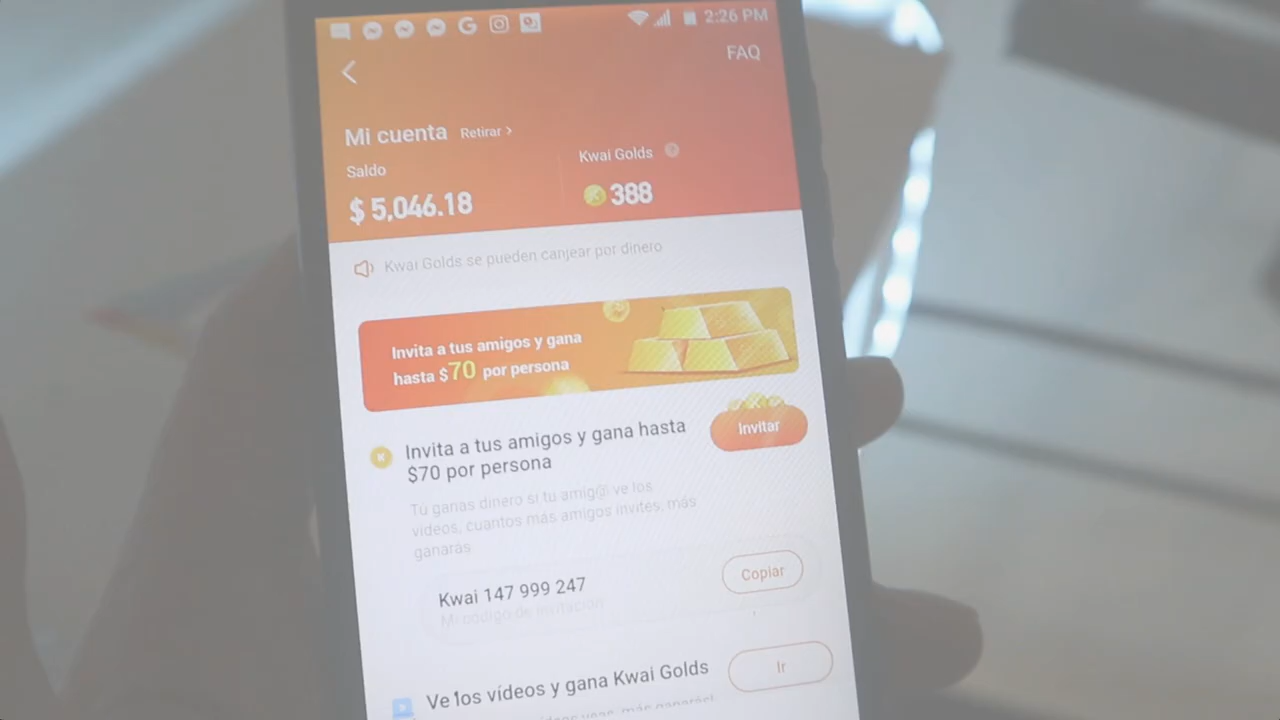 2:26 PM
FAQ
Mi cuenta Retirar >
Saldo
Kwai Golds
$ 5,046.18
388
Kwai Golds se pueden canjear por dinero
Invita a tus amigos y gana
hasta $70 por persona
Invita a tus amigos y gana hasta
$70 por persona
Invitar
Tú ganas dinero si tu amig@ ve los
videos, cuantos más amigos invites, más
ganarás
Kwai 147 999 247
Mi código de invitación
Copiar
Ve los vídeos y gana Kwai Golds
Ir
más ganarás!